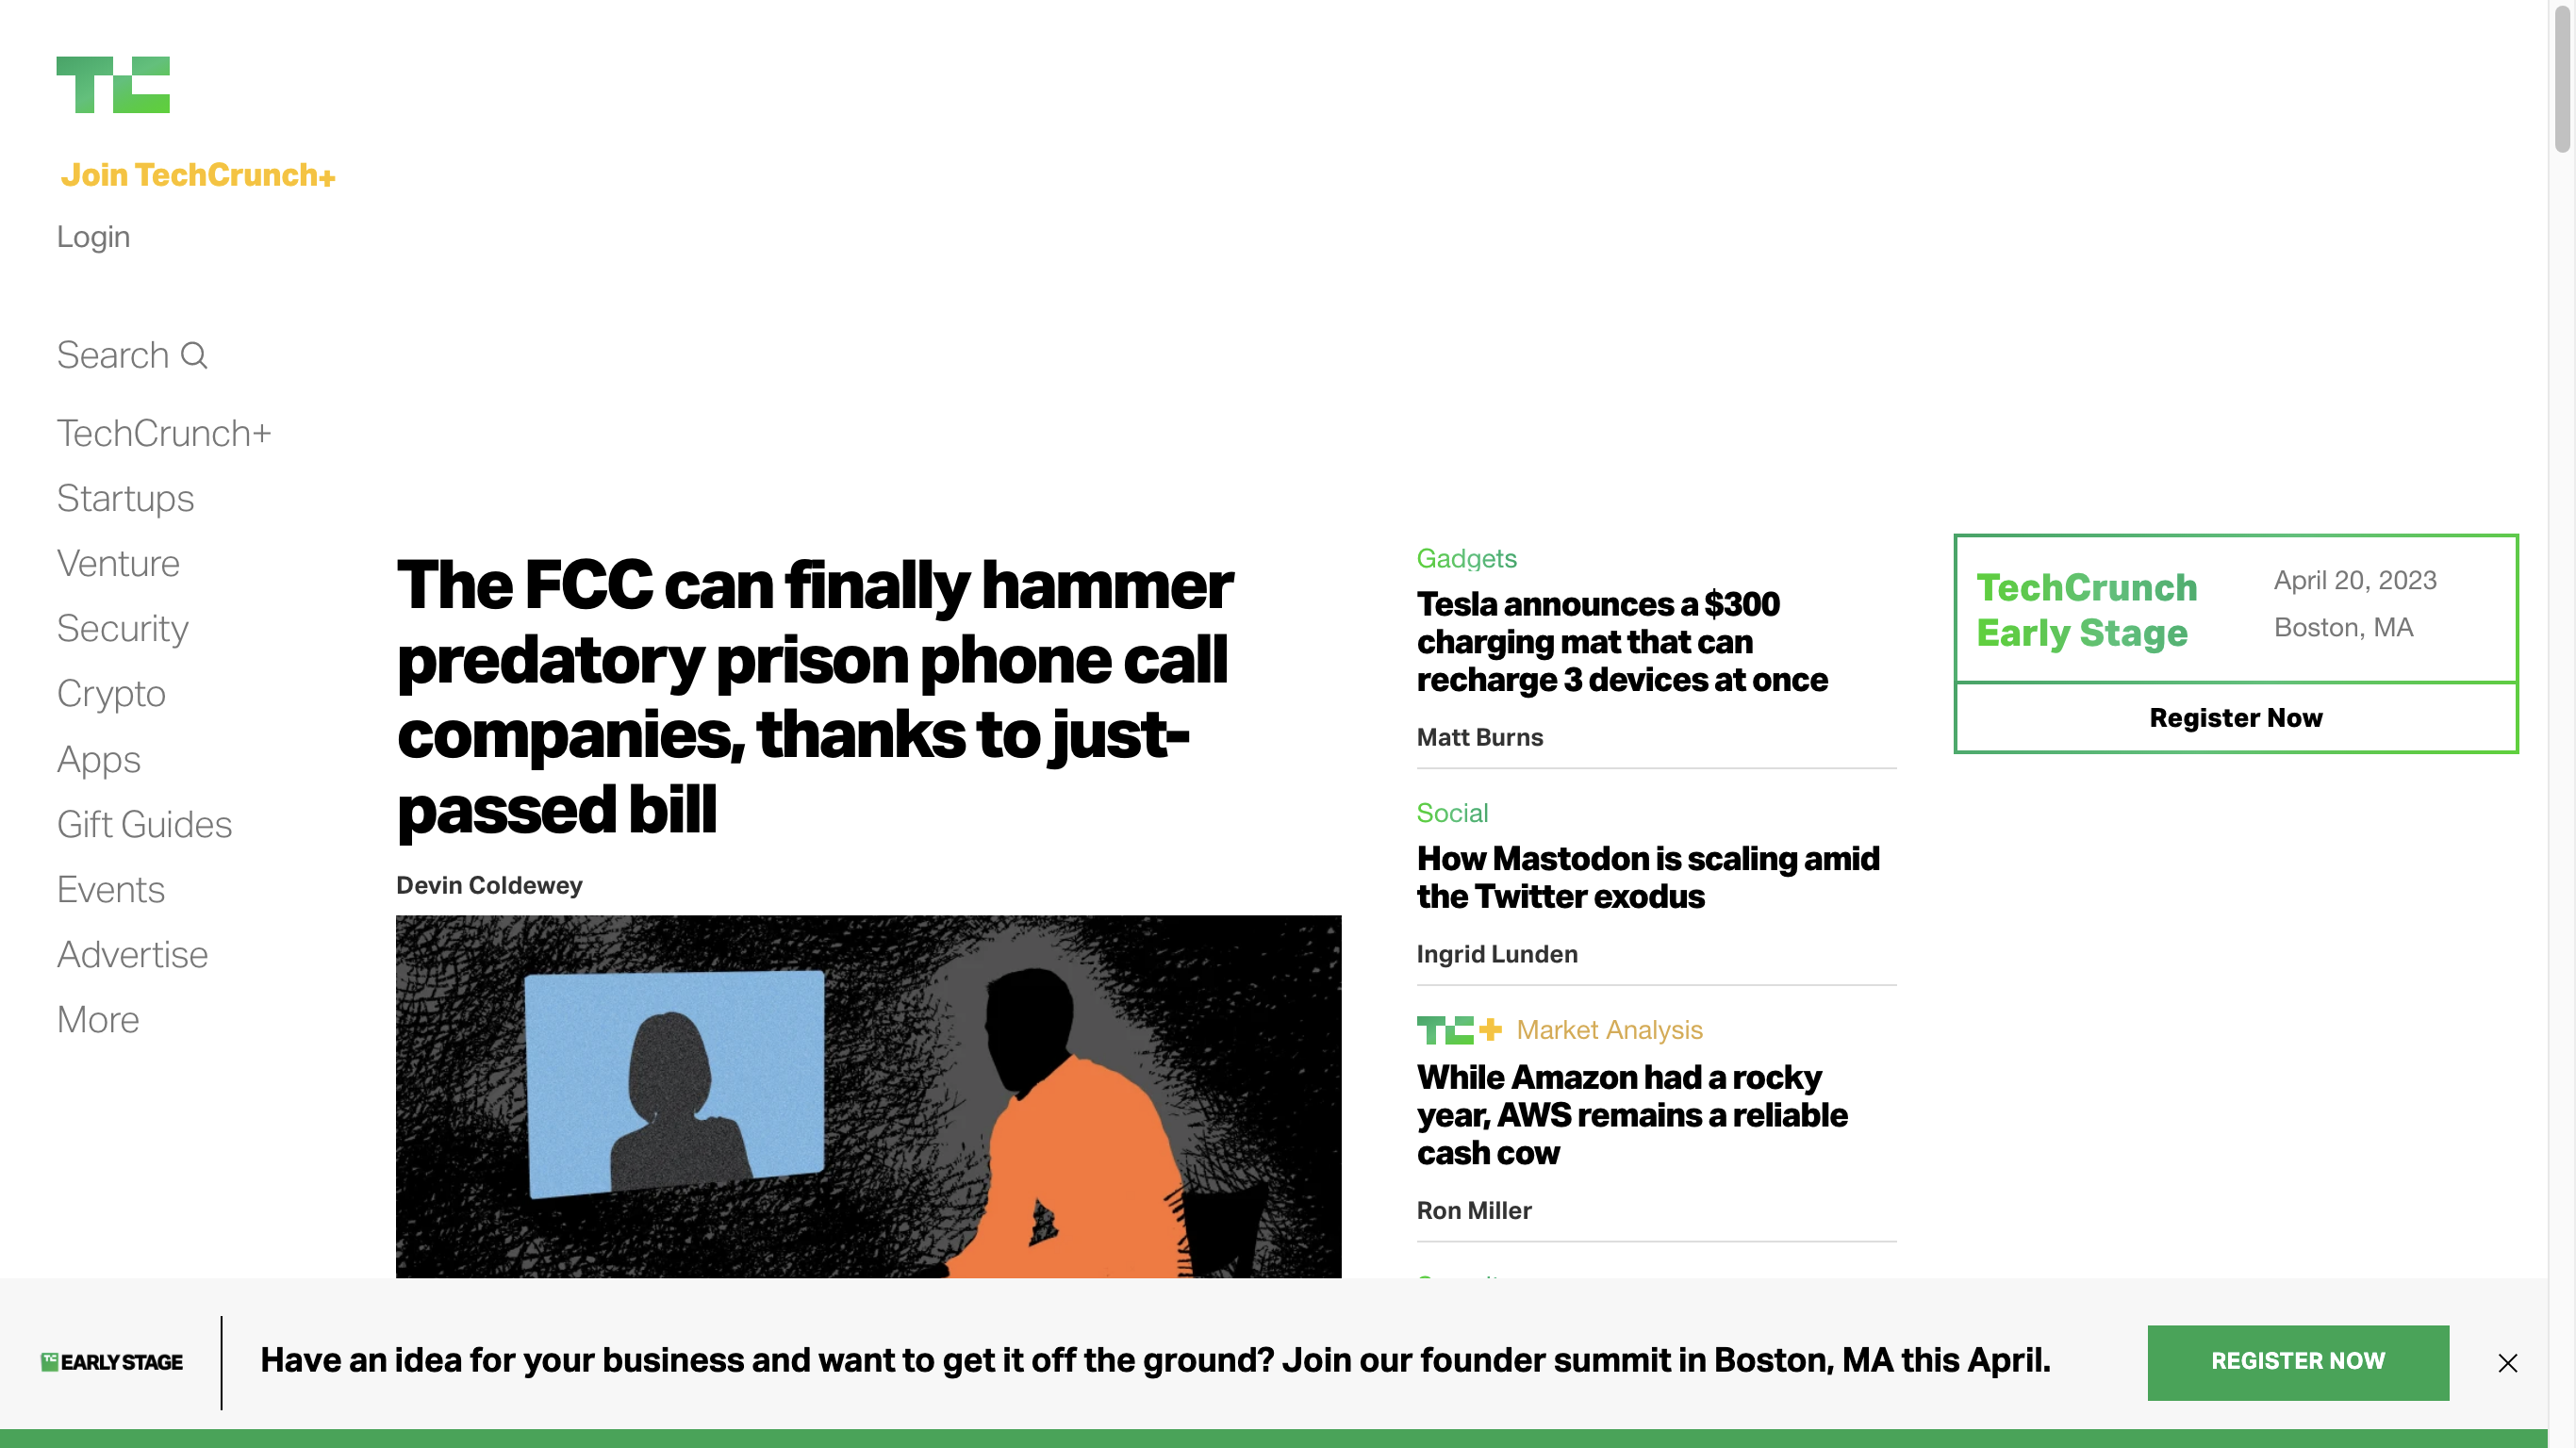 TC
Join TechCrunch+
Login
Search
TechCrunch+
Startups
Venture
Security
Crypto
Apps
Gift Guides
Events
Advertise
More
The FCC can finally hammer
predatory prison phone call
companies, thanks to just-
passed bill
Devin Coldewey
Gadgets
Tesla announces a $300
charging mat that can
recharge 3 devices at once
Matt Burns
Social
How Mastodon is scaling amid
the Twitter exodus
Ingrid Lunden
TC+ Market Analysis
While Amazon had a rocky
year, AWS remains a reliable
cash cow
Ron Miller
TechCrunch
Early Stage
April 20, 2023
Boston, MA
Register Now
TC EARLY STAGE
Have an idea for your business and want to get it off the ground? Join our founder summit in Boston, MA this April.
REGISTER NOW